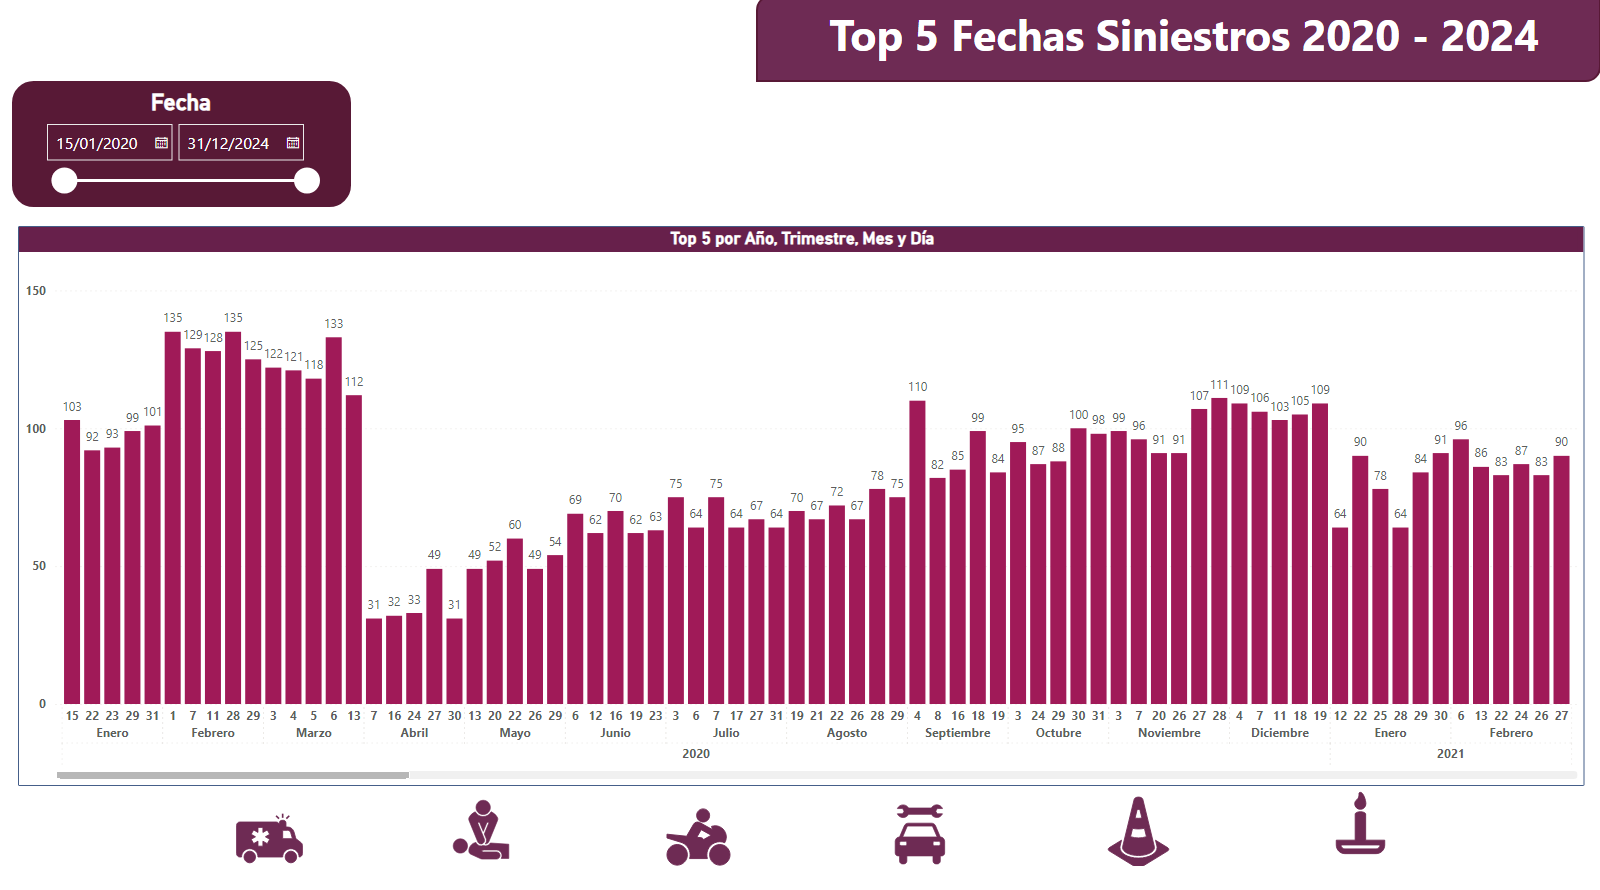 Top 5 Fechas Siniestros 2020 - 2024
Fecha
15/01/2020 31/12/2024
Top 5 por Año, Trimestre, Mes y Día
150
100
50
0
103 92 93 99 101 135 129 128 135 125 122 121 118 133 112 31 32 33 49 31 49 52 60 49 54 69 62 70 62 63 75 64 75 64 67 64 70 67 72 67 78 75 110 82 85 99 84 95 87 88 100 98 99 96 91 91 107 111 109 106 103 105 109 64 90 78 64 84 91 96 86 83 87 83 90
15 22 23 29 31 1 7 11 28 29 3 4 5 6 13 7 16 24 27 30 13 20 22 26 29 6 12 16 19 23 3 6 7 17 27 31 19 21 22 26 28 29 4 8 16 18 19 3 24 29 30 31 3 7 20 26 27 28 4 7 11 18 19 12 22 25 28 29 30 6 13 22 24 26 27
Enero Febrero Marzo Abril Mayo Junio Julio Agosto Septiembre Octubre Noviembre Diciembre Enero Febrero
2020 2021